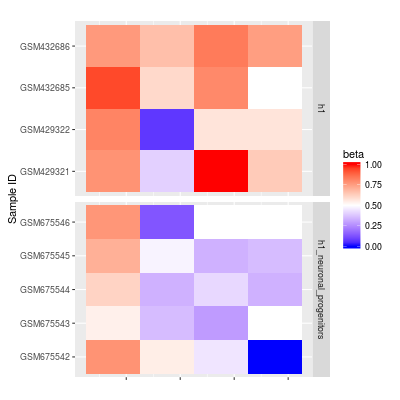 GSM432686
GSM432685
GSM429322
GSM429321
h1
GSM675546
GSM675545
GSM675544
GSM675543
GSM675542
h1_neuronal_progenitors
Sample ID
beta
1.00
0.75
0.50
0.25
0.00